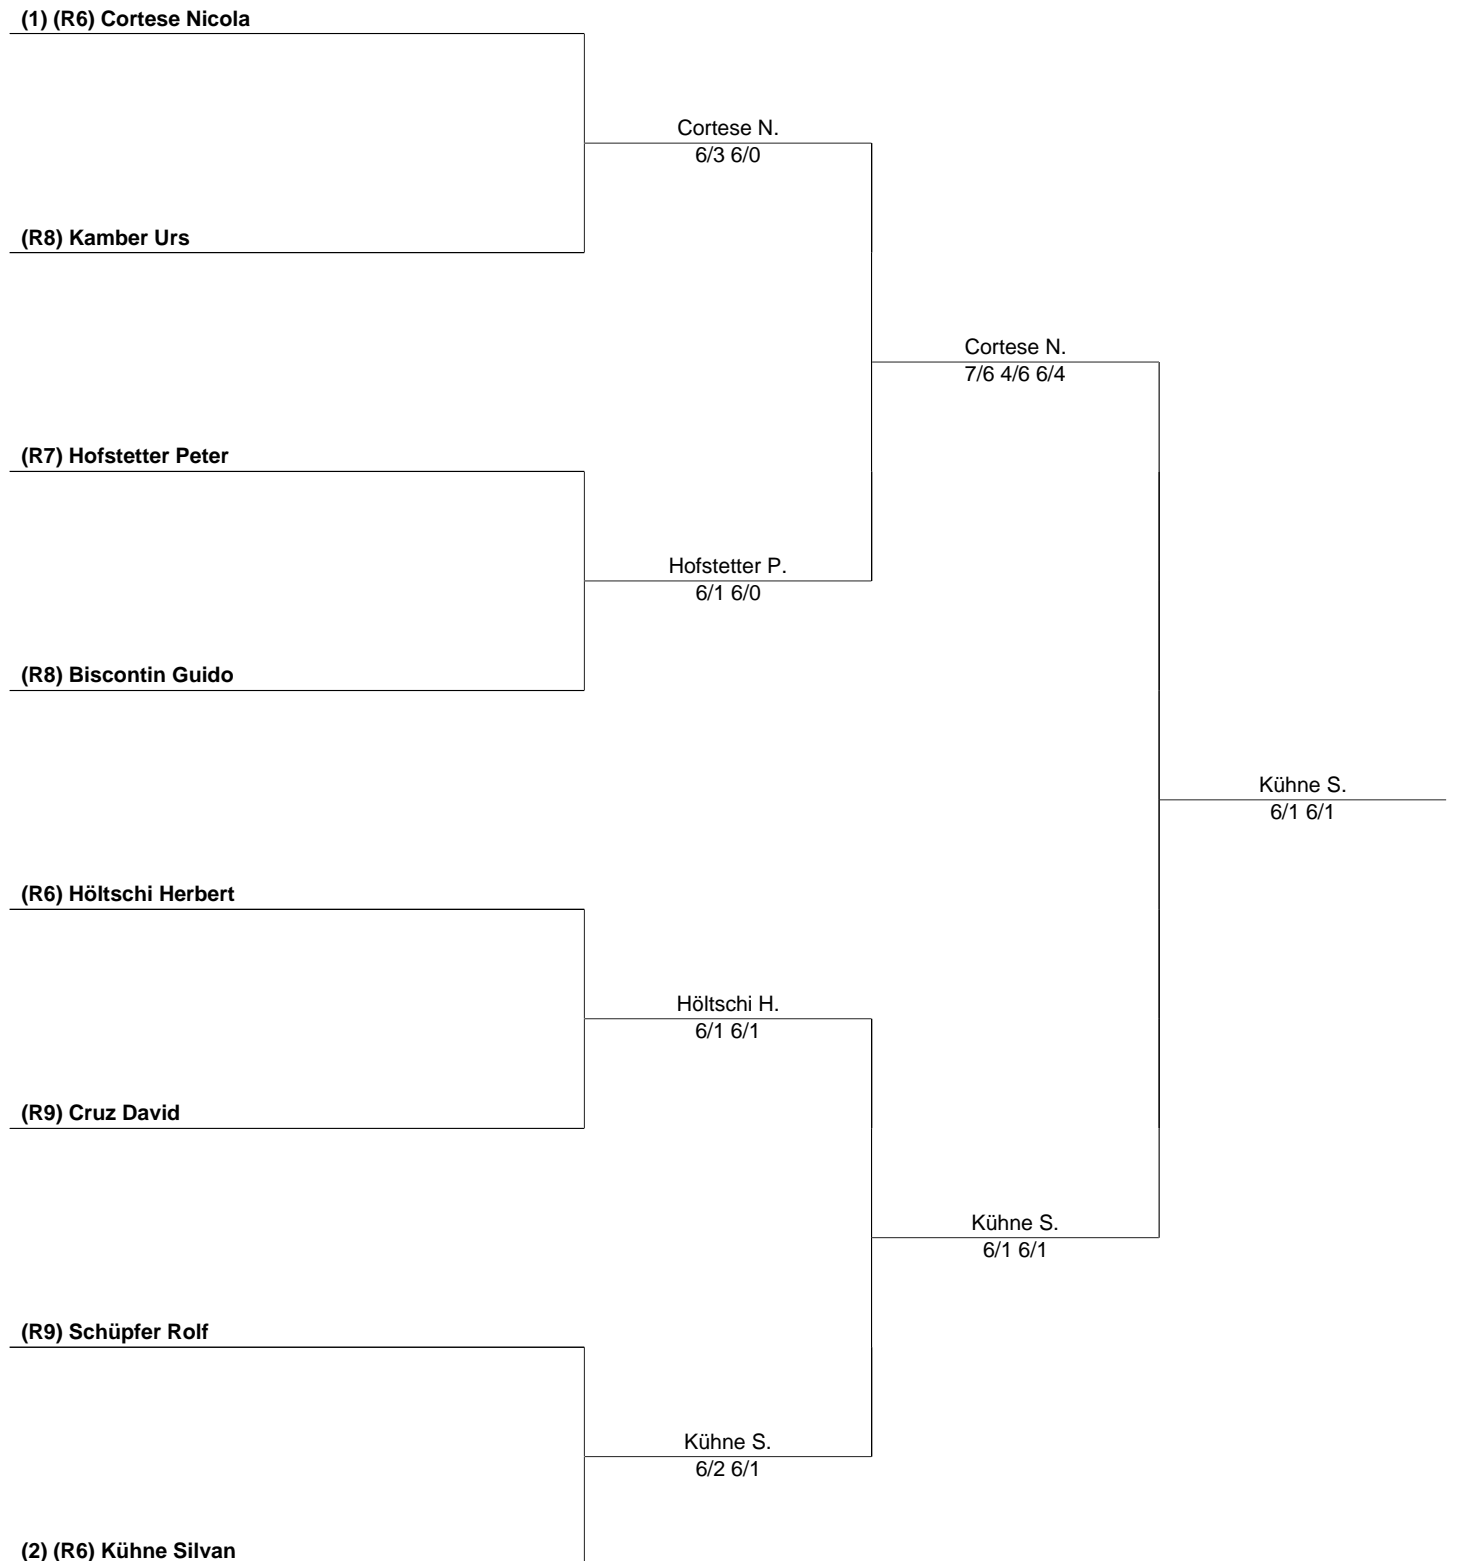 (1) (R6) Cortese Nicola
Cortese N.
6/3 6/0
(R8) Kamber Urs
Cortese N.
7/6 4/6 6/4
(R7) Hofstetter Peter
Hofstetter P.
6/1 6/0
(R8) Biscontin Guido
Kühne S.
6/1 6/1
(R6) Höltschi Herbert
Höltschi H.
6/1 6/1
(R9) Cruz David
Kühne S.
6/1 6/1
(R9) Schüpfer Rolf
Kühne S.
6/2 6/1
(2) (R6) Kühne Silvan